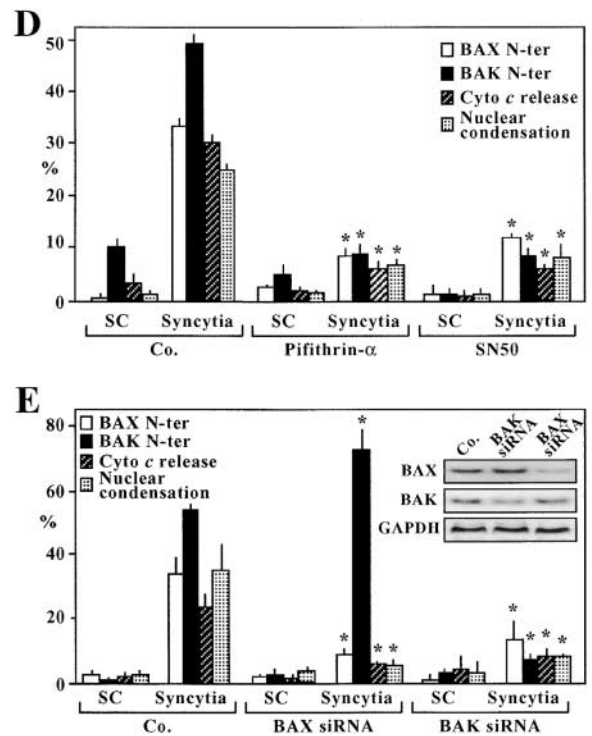 D
50
40
30
%
20
10
0
BAX N-ter
BAK N-ter
Cyto c release
Nuclear
condensation
* * * *
* * * *
SC Syncytia SC Syncytia SC Syncytia
Co. Pifithrin-α SN50
E
80
60
%
40
20
0
BAX N-ter
BAK N-ter
Cyto c release
Nuclear
condensation
*
* * *
* * * *
Co.
BAK
siRNA
BAX
siRNA
BAX
BAK
GAPDH
SC Syncytia SC Syncytia SC Syncytia
Co. BAX siRNA BAK siRNA